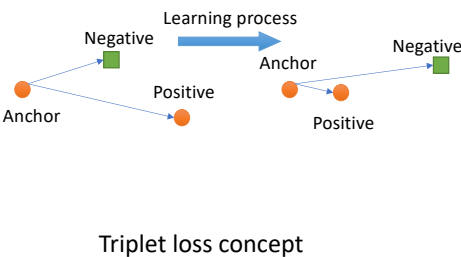 Learning process
Negative
Anchor
Positive
Anchor
Negative
Positive
Triplet loss concept